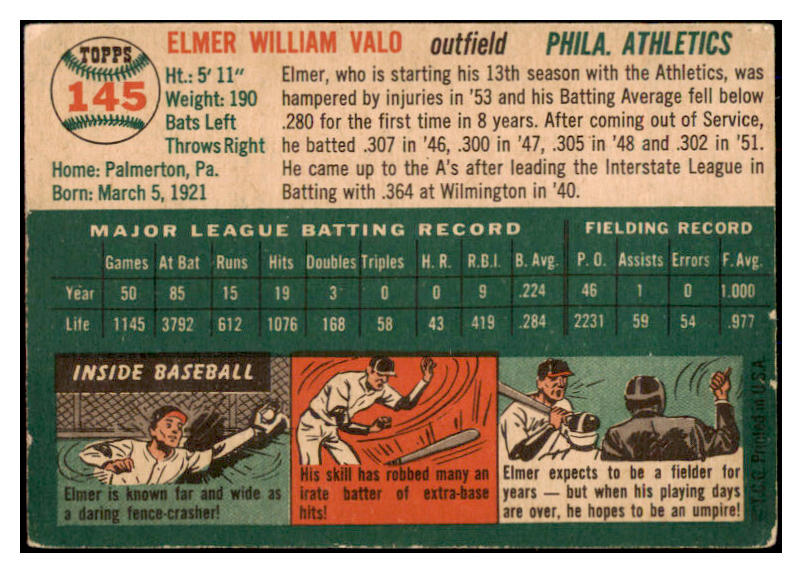 TOPPS
145
ELMER WILLIAM VALO outfield PHILA. ATHLETICS
Ht.: 5' 11"
Weight: 190
Bats Left
Throws Right
Home: Palmerton, Pa.
Born: March 5, 1921
Elmer, who is starting his 13th season with the Athletics, was
hampered by injuries in '53 and his Batting Average fell below
.280 for the first time in 8 years. After coming out of Service,
he batted .307 in '46, .300 in '47, .305 in '48 and .302 in '51.
He came up to the A's after leading the Interstate League in
Batting with .364 at Wilmington in '40.
MAJOR LEAGUE BATTING RECORD FIELDING RECORD
Games At Bat Runs Hits Doubles Triples H. R. R.B.I. B. Avg. P. O. Assists Errors F. Avg.
Year 50 85 15 19 3 0 0 9 .224 46 1 0 1.000
Life 1145 3792 612 1076 168 58 43 419 .284 2231 59 54 .977
INSIDE BASEBALL
Elmer is known far and wide as
a daring fence-crasher!
His skill has robbed many an
irate batter of extra-base
hits!
Elmer expects to be a fielder for
years — but when his playing days
are over, he hopes to be an umpire!
©T.C.G. Printed in U.S.A.